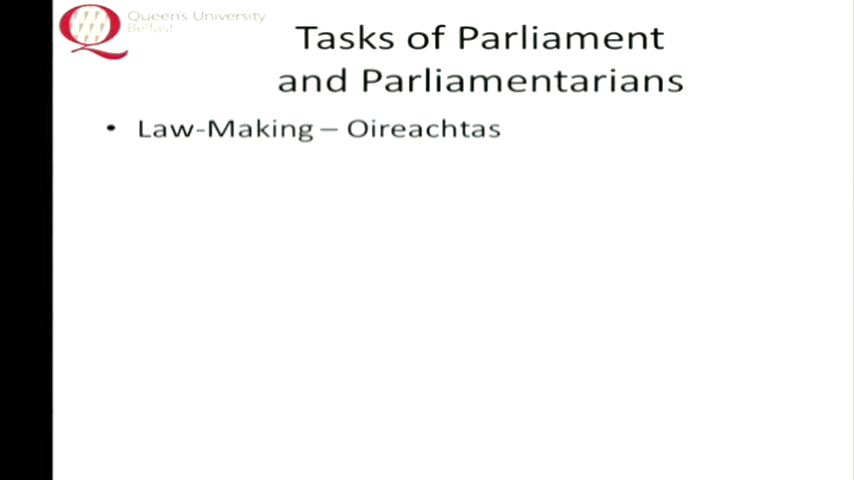 Queen's University
Belfast
Tasks of Parliament
and Parliamentarians
• Law-Making – Oireachtas